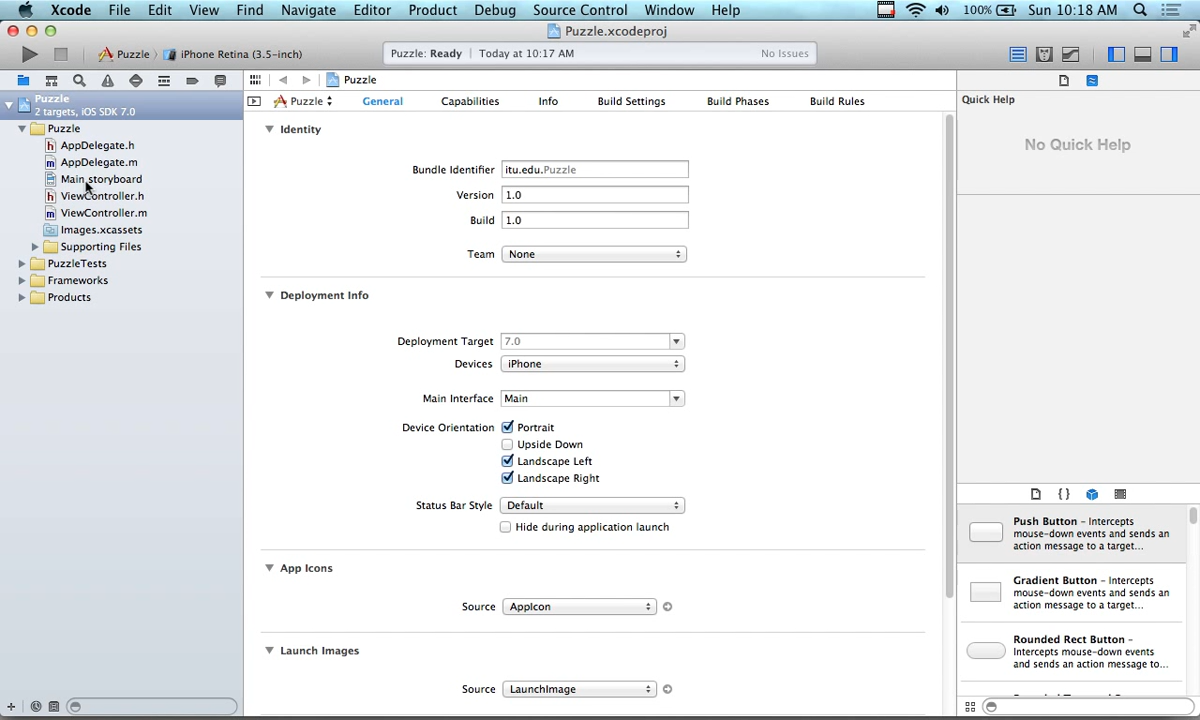 Xcode File Edit View Find Navigate Editor Product Debug Source Control Window Help 100% Sun 10:18 AM
Puzzle.xcodeproj
Puzzle iPhone Retina (3.5-inch) Puzzle: Ready Today at 10:17 AM No Issues
Puzzle
Puzzle
2 targets, iOS SDK 7.0
Puzzle
AppDelegate.h
AppDelegate.m
Main.storyboard
ViewController.h
ViewController.m
Images.xcassets
Supporting Files
PuzzleTests
Frameworks
Products
Puzzle General Capabilities Info Build Settings Build Phases Build Rules
Identity
Bundle Identifier itu.edu.Puzzle
Version 1.0
Build 1.0
Team None
Deployment Info
Deployment Target 7.0
Devices iPhone
Main Interface Main
Device Orientation Portrait
Upside Down
Landscape Left
Landscape Right
Status Bar Style Default
Hide during application launch
App Icons
Source AppIcon
Launch Images
Source LaunchImage
Quick Help
No Quick Help
Push Button - Intercepts
mouse-down events and sends an
action message to a target...
Gradient Button - Intercepts
mouse-down events and sends an
action message to a target...
Rounded Rect Button -
Intercepts mouse-down events
and sends an action message to...